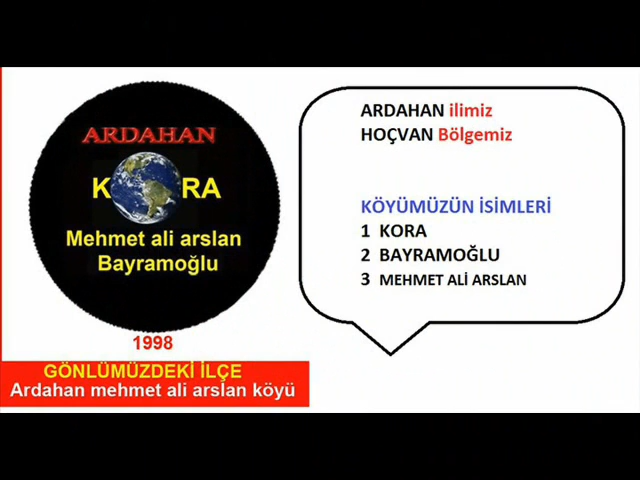 ARDAHAN
K RA
Mehmet ali arslan
Bayramoğlu
1998
GÖNLÜMÜZDEKİ İLÇE
Ardahan mehmet ali arslan köyü
ARDAHAN ilimiz
HOÇVAN Bölgemiz
KÖYÜMÜZÜN İSİMLERİ
1 KORA
2 BAYRAMOĞLU
3 MEHMET ALİ ARSLAN